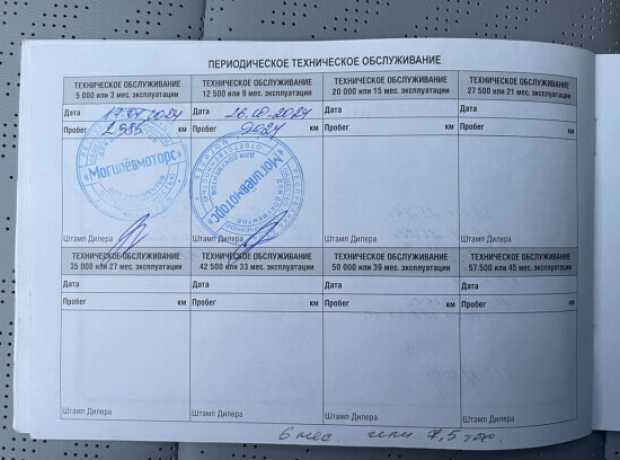 ПЕРИОДИЧЕСКОЕ ТЕХНИЧЕСКОЕ ОБСЛУЖИВАНИЕ
ТЕХНИЧЕСКОЕ ОБСЛУЖИВАНИЕ
5 000 или 3 мес. эксплуатации
Дата
Пробег 2985 км
«Могилёвмоторс»
Штамп Дилера
ТЕХНИЧЕСКОЕ ОБСЛУЖИВАНИЕ
12 500 или 9 мес. эксплуатации
Дата 26.10.2024
Пробег 9024 км
«Могилёвмоторс»
Штамп Дилера
ТЕХНИЧЕСКОЕ ОБСЛУЖИВАНИЕ
20 000 или 15 мес. эксплуатации
Дата
Пробег км
Штамп Дилера
ТЕХНИЧЕСКОЕ ОБСЛУЖИВАНИЕ
27 500 или 21 мес. эксплуатации
Дата
Пробег км
Штамп Дилера
ТЕХНИЧЕСКОЕ ОБСЛУЖИВАНИЕ
35 000 или 27 мес. эксплуатации
Дата
Пробег км
Штамп Дилера
ТЕХНИЧЕСКОЕ ОБСЛУЖИВАНИЕ
42 500 или 33 мес. эксплуатации
Дата
Пробег км
Штамп Дилера
ТЕХНИЧЕСКОЕ ОБСЛУЖИВАНИЕ
50 000 или 39 мес. эксплуатации
Дата
Пробег км
Штамп Дилера
ТЕХНИЧЕСКОЕ ОБСЛУЖИВАНИЕ
57 500 или 45 мес. эксплуатации
Дата
Пробег км
Штамп Дилера
6 мес или 7,5